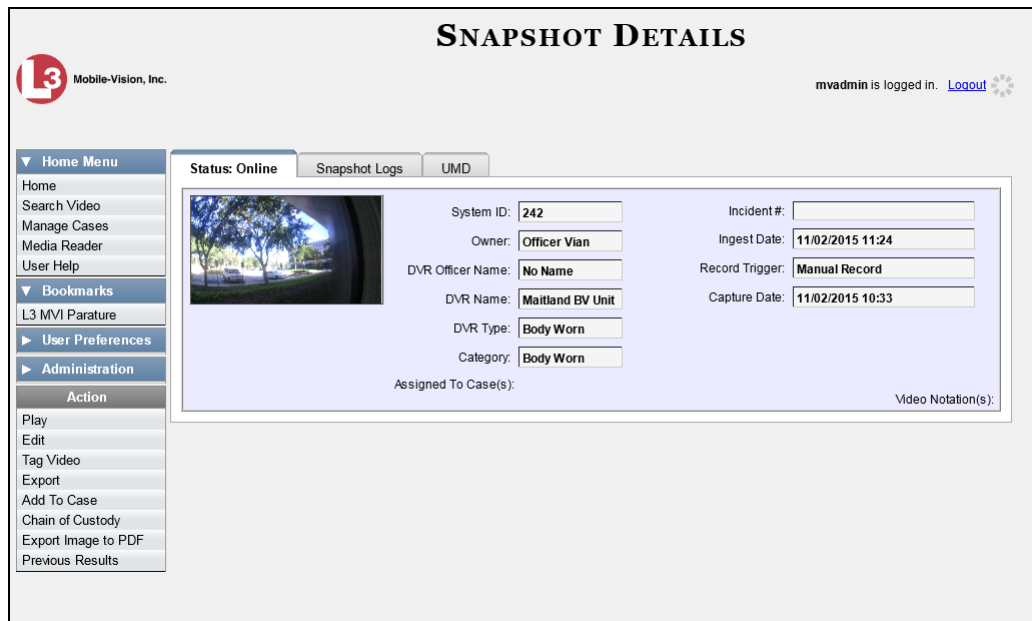 SNAPSHOT DETAILS
L3 Mobile-Vision, Inc.
mvadmin is logged in. Logout
▼ Home Menu
Home
Search Video
Manage Cases
Media Reader
User Help
▼ Bookmarks
L3 MVI Parature
▶ User Preferences
▶ Administration
Action
Play
Edit
Tag Video
Export
Add To Case
Chain of Custody
Export Image to PDF
Previous Results
Status: Online Snapshot Logs UMD
System ID: 242
Owner: Officer Vian
DVR Officer Name: No Name
DVR Name: Maitland BV Unit
DVR Type: Body Worn
Category: Body Worn
Assigned To Case(s):
Incident #:
Ingest Date: 11/02/2015 11:24
Record Trigger: Manual Record
Capture Date: 11/02/2015 10:33
Video Notation(s):